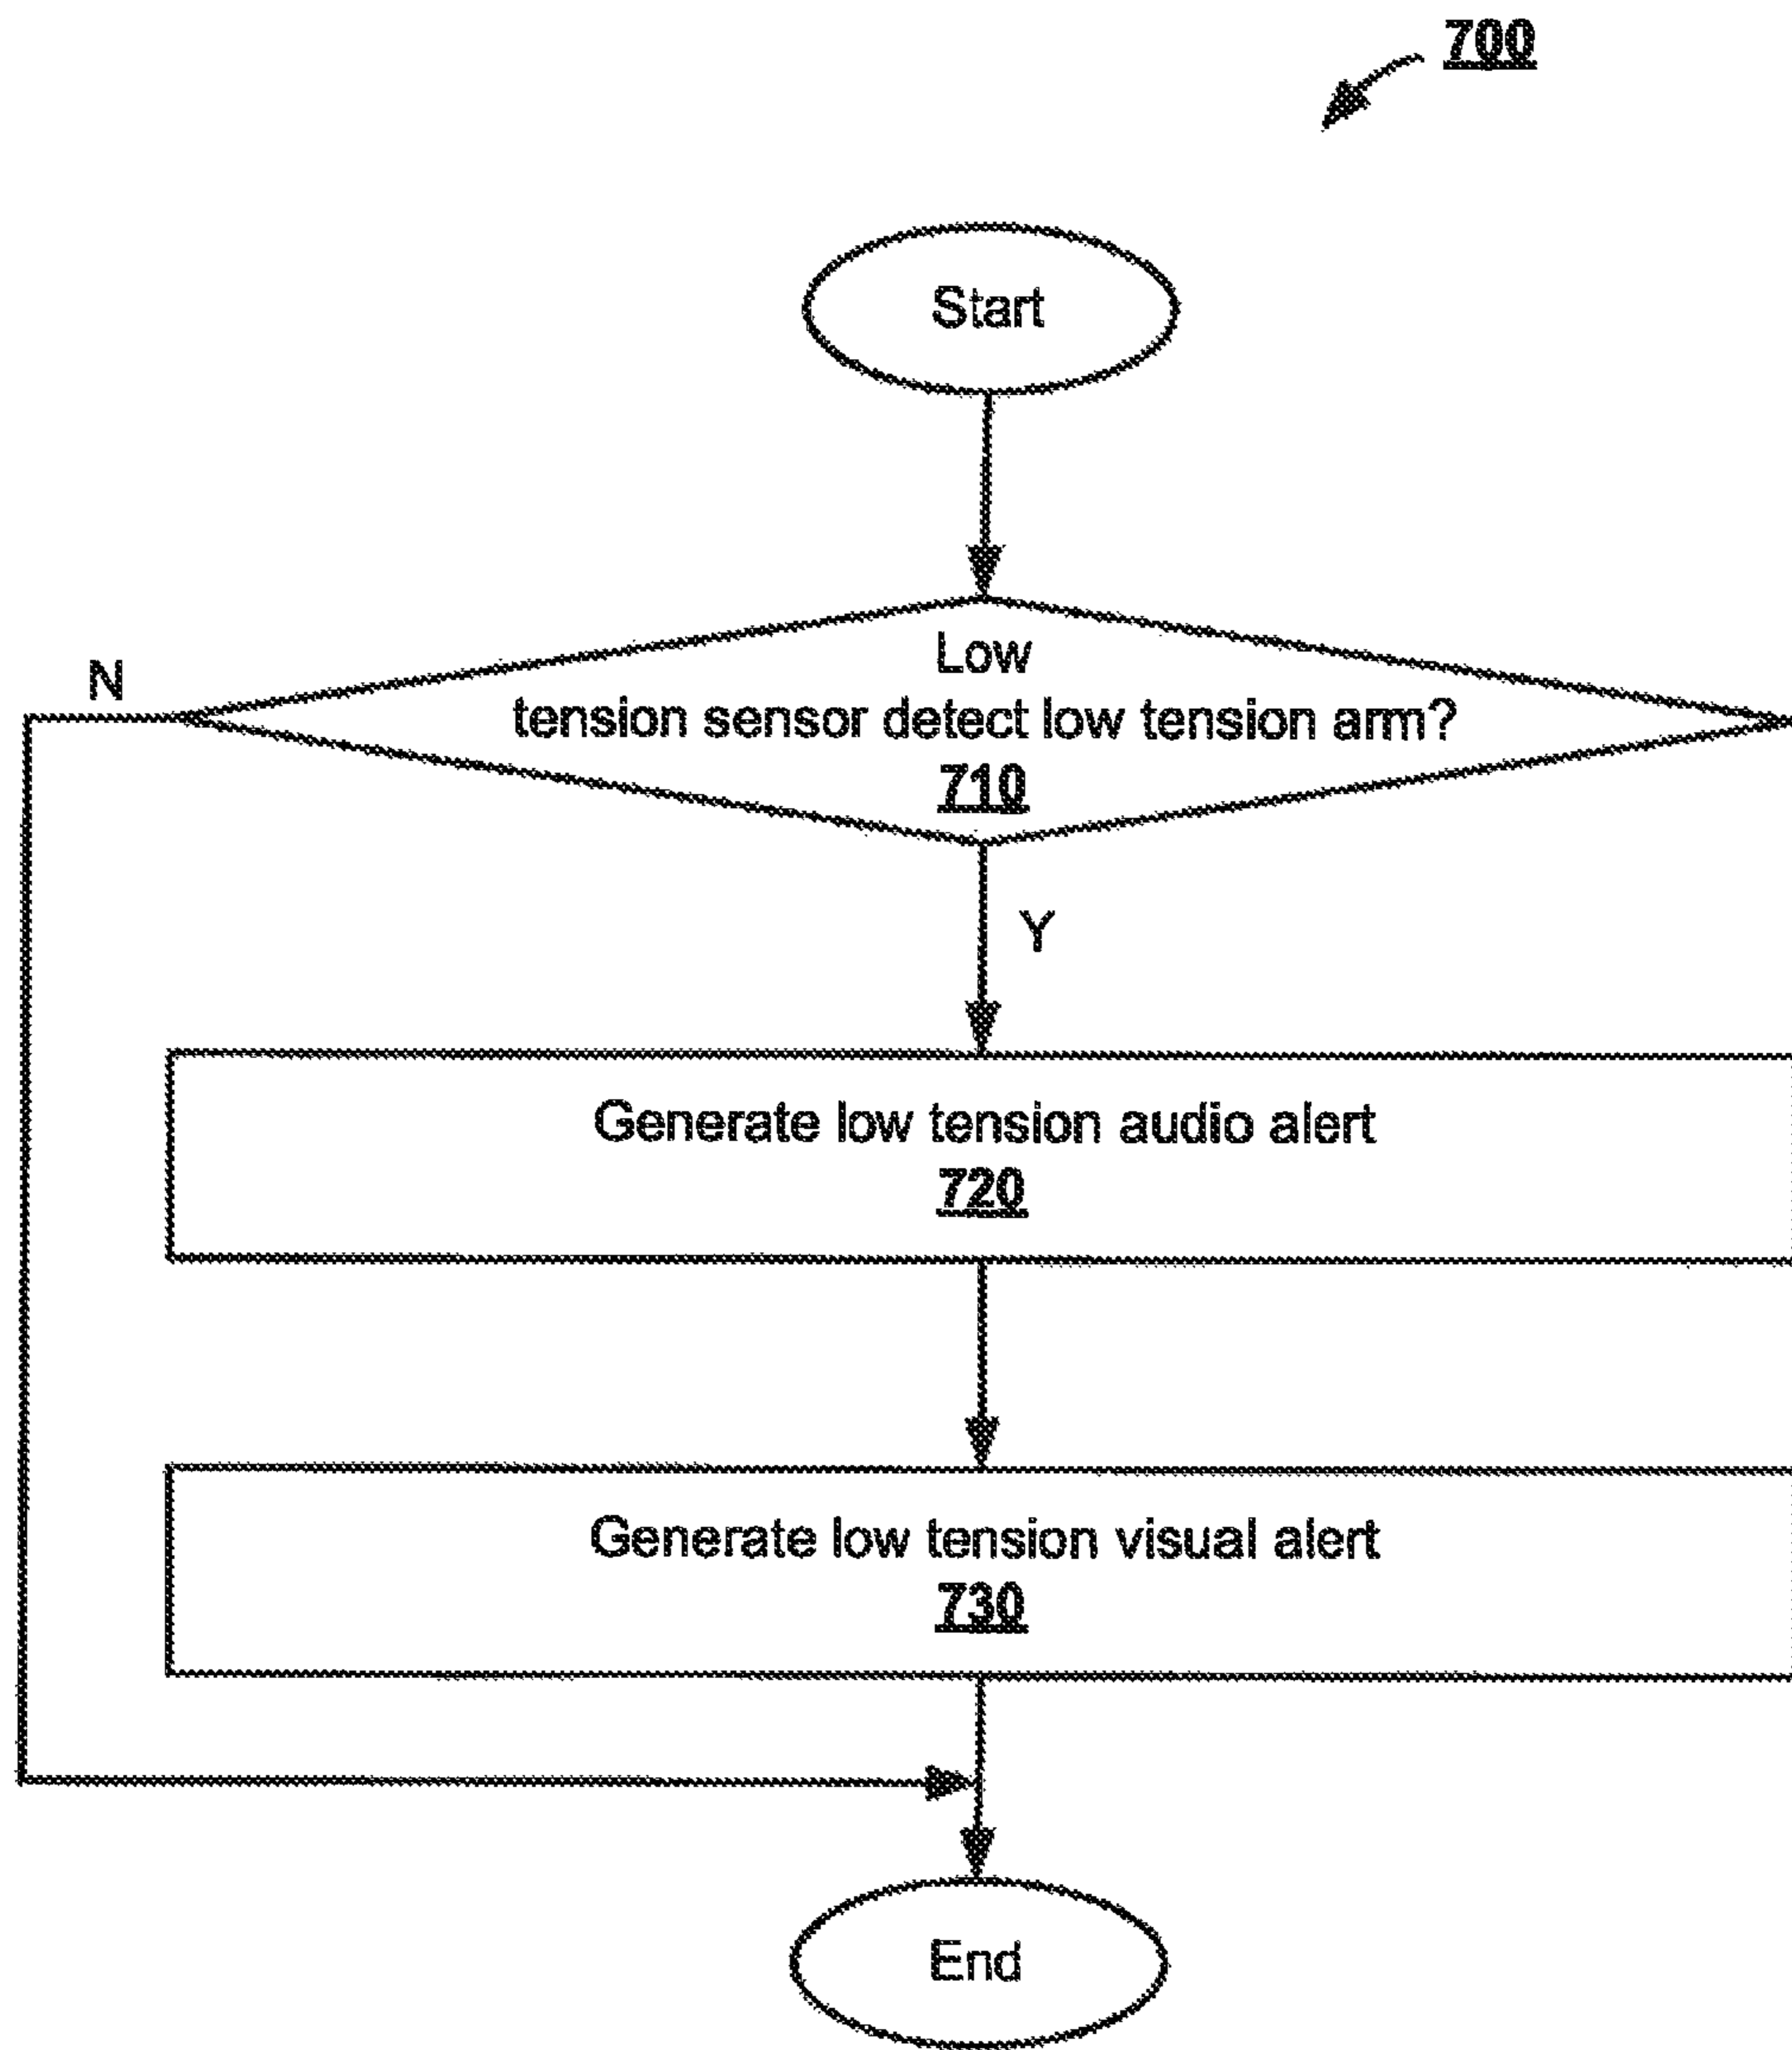 700
Start
Low
tension sensor detect low tension arm?
710
N
Y
Generate low tension audio alert
720
Generate low tension visual alert
730
End